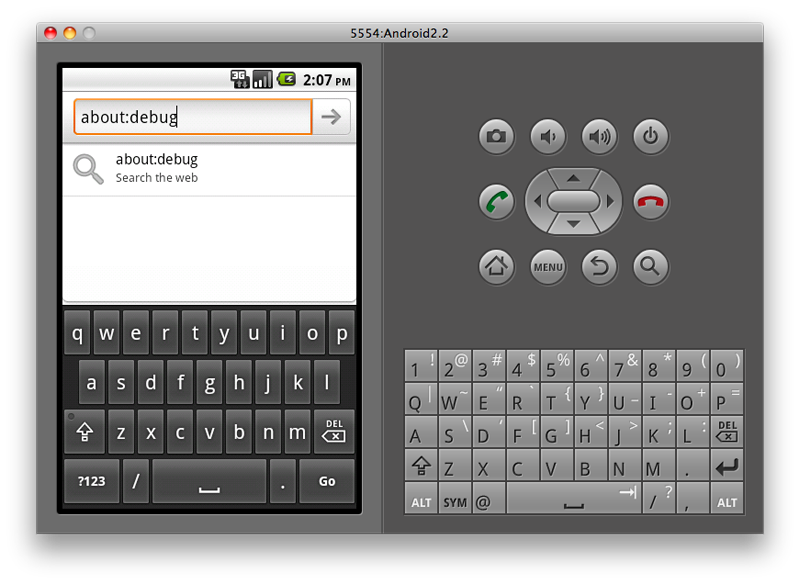 5554:Android2.2
3G 2:07 PM
about:debug
about:debug
Search the web
q w e r t y u i o p
a s d f g h j k l
z x c v b n m DEL
?123 / . Go
MENU
1 ! 2 @ 3 # 4 $ 5 % 6 ^ 7 & 8 * 9 ( 0 )
Q | W ~ E “ R ` T { Y } U _ I - O + P =
A S \ D ' F [ G ] H < J > K ; L : DEL
Z X C V B N M .
ALT SYM @ / ? , ALT